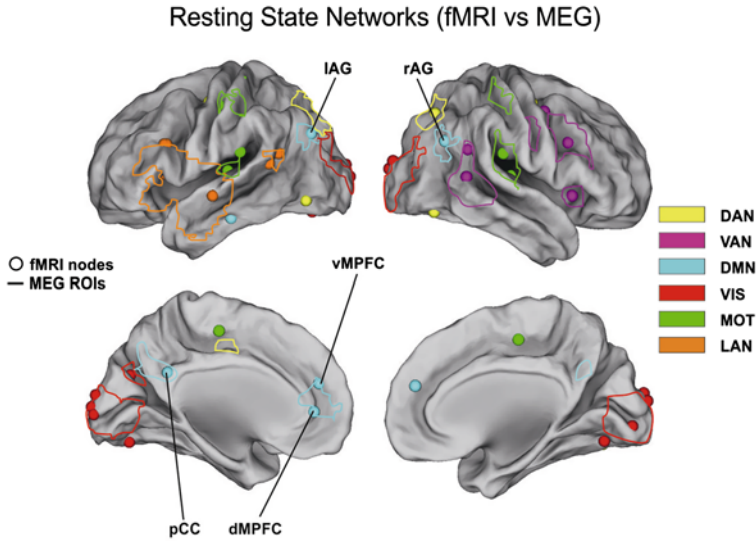 Resting State Networks (fMRI vs MEG)
lAG
rAG
DAN
VAN
DMN
VIS
MOT
LAN
fMRI nodes
MEG ROIs
vMPFC
pCC
dMPFC